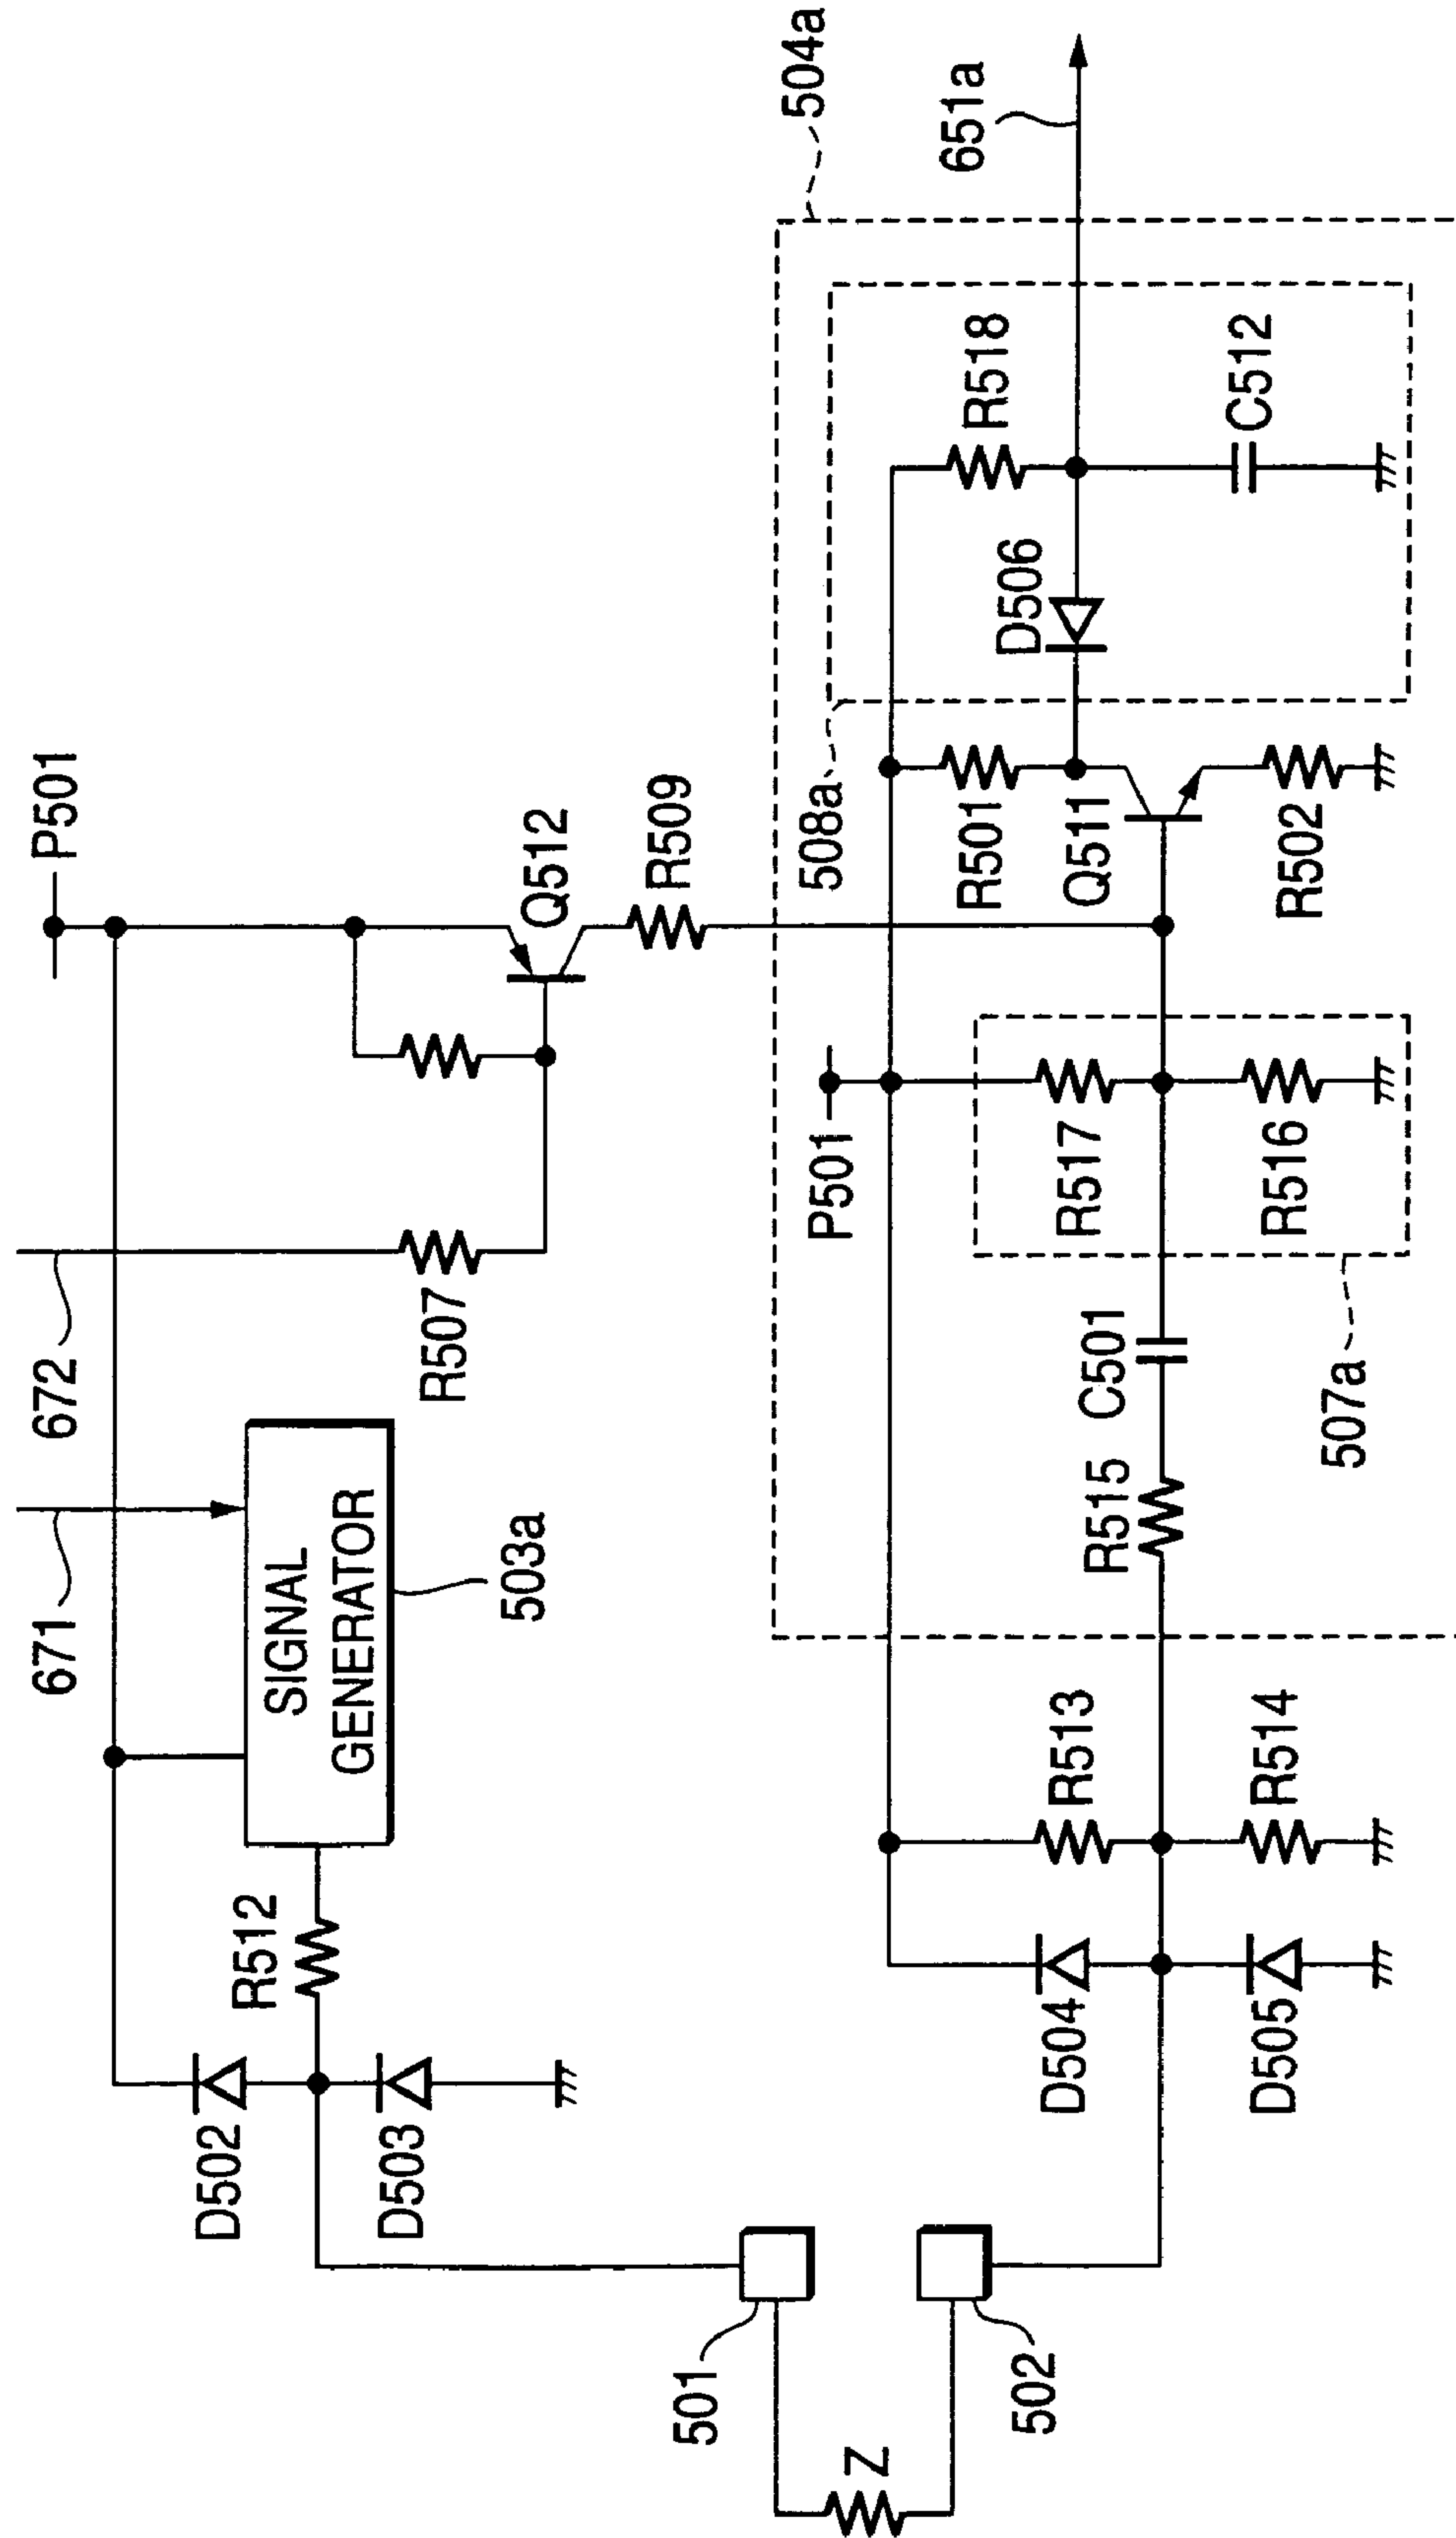 P501
672
671
Q512
R509
R507
SIGNAL
GENERATOR
503a
R512
D502
D503
501
502
Z
504a
651a
508a
R518
C512
D506
R501
Q511
R502
P501
R517
R516
507a
C501
R515
R513
R514
D504
D505